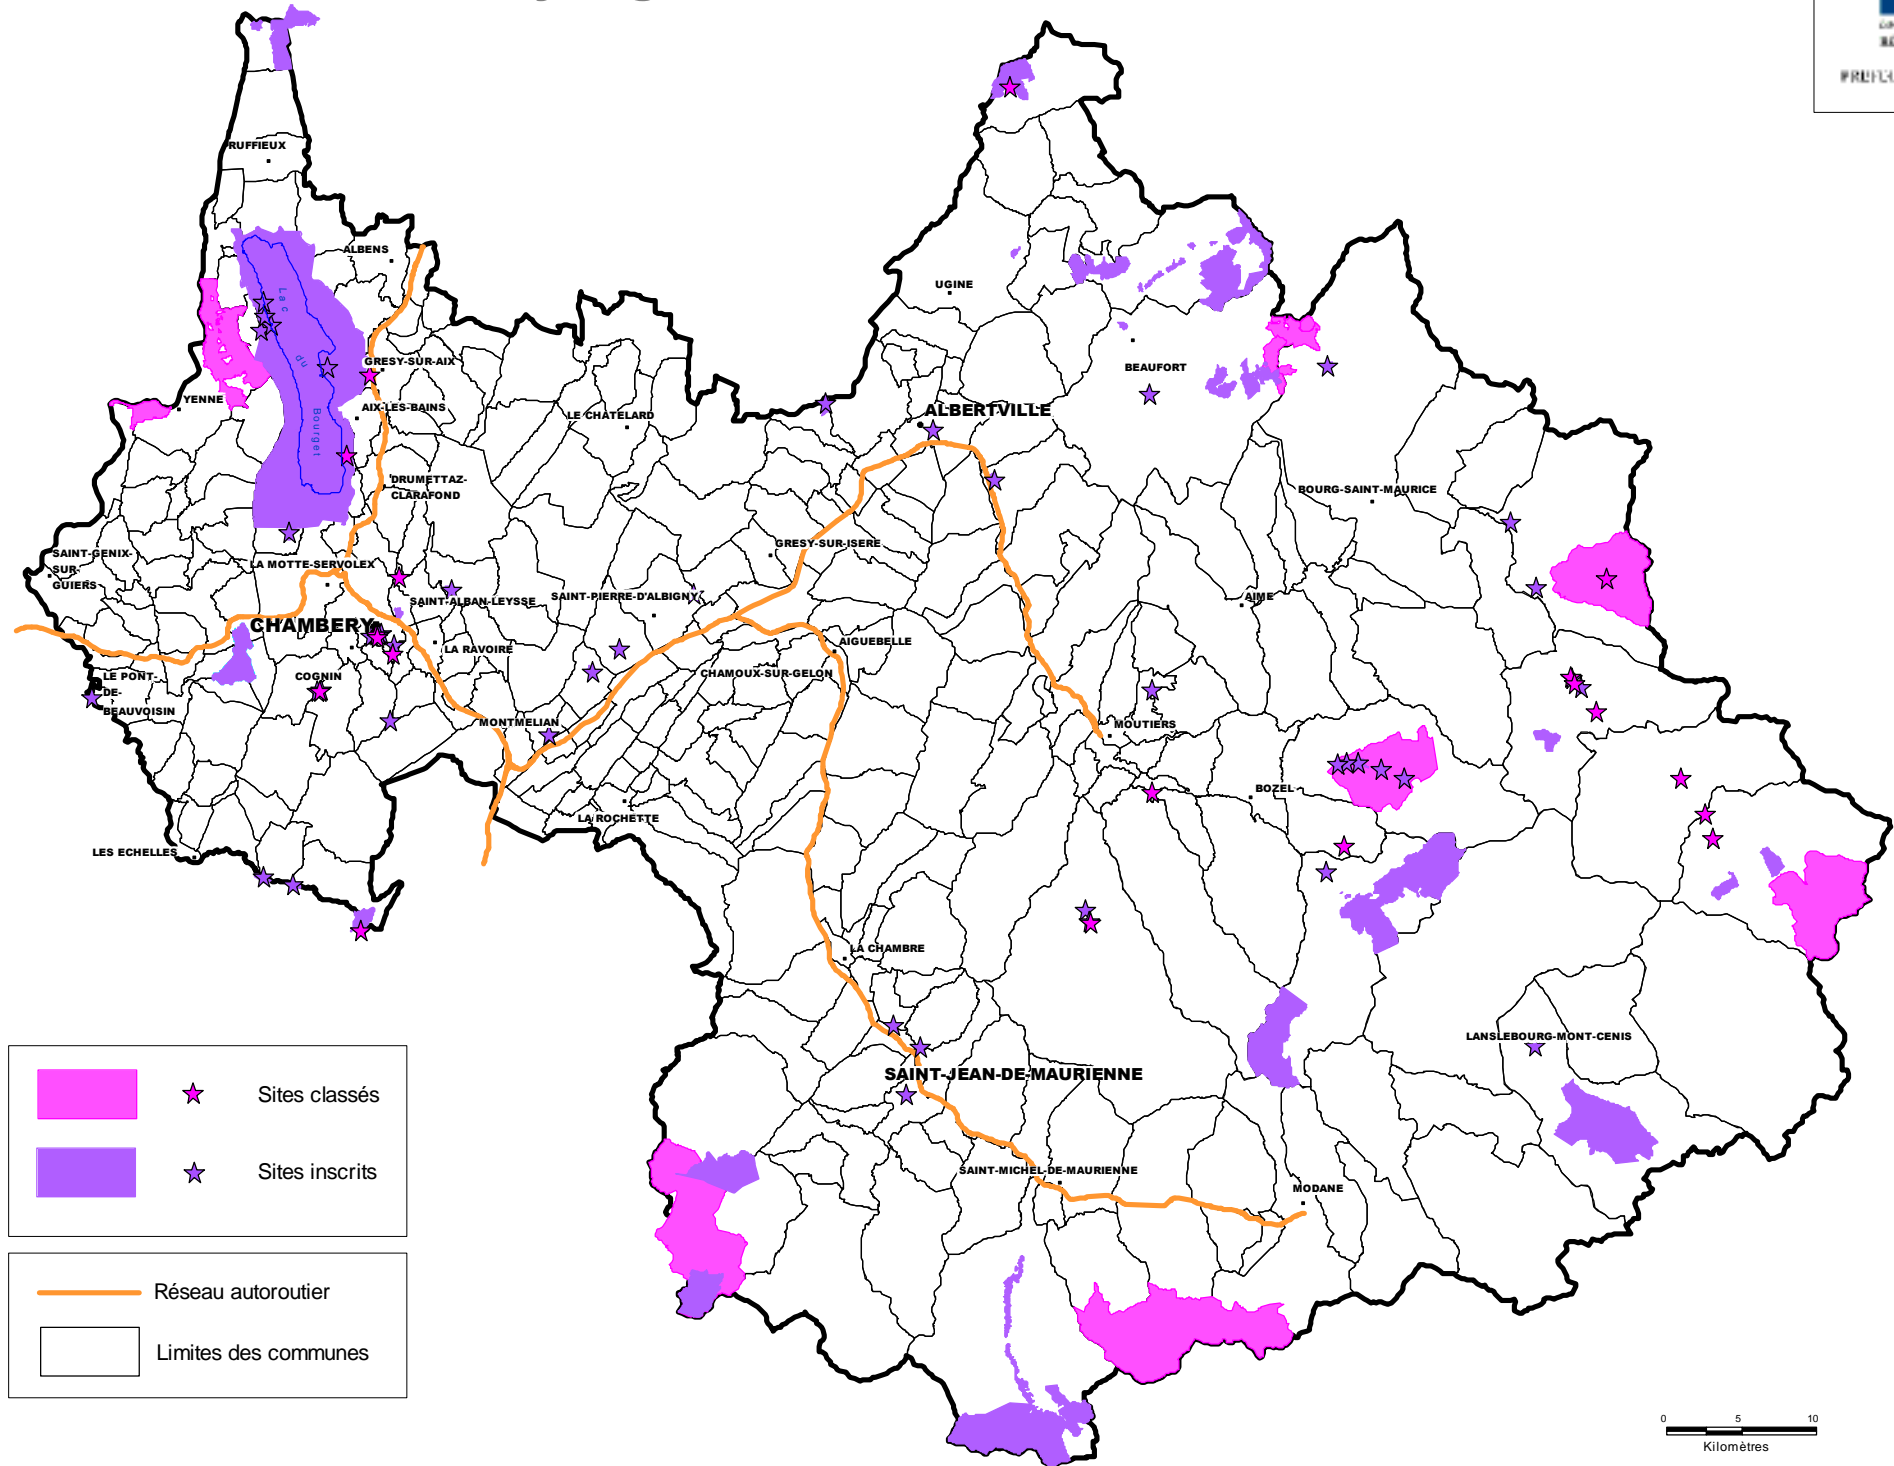 RUFFIEUX
ALBENS
UGINE
Lac
du
Bourget
GRESY-SUR-AIX
BEAUFORT
YENNE
AIX-LES-BAINS
LE CHATELARD
ALBERTVILLE
DRUMETTAZ-
CLARAFOND
BOURG-SAINT-MAURICE
GRESY-SUR-ISERE
SAINT-GENIX-
SUR-
GUIERS
LA MOTTE-SERVOLEX
SAINT-ALBAN-LEYSSE
SAINT-PIERRE-D'ALBIGNY
AIME
CHAMBERY
LA RAVOIRE
AIGUEBELLE
LE PONT-
DE-
BEAUVOISIN
COGNIN
CHAMOUX-SUR-GELON
MONTMELIAN
MOUTIERS
BOZEL
LA ROCHETTE
LES ECHELLES
LA CHAMBRE
LANSLEBOURG-MONT-CENIS
SAINT-JEAN-DE-MAURIENNE
SAINT-MICHEL-DE-MAURIENNE
MODANE
Sites classés
Sites inscrits
Réseau autoroutier
Limites des communes
0 5 10
Kilomètres